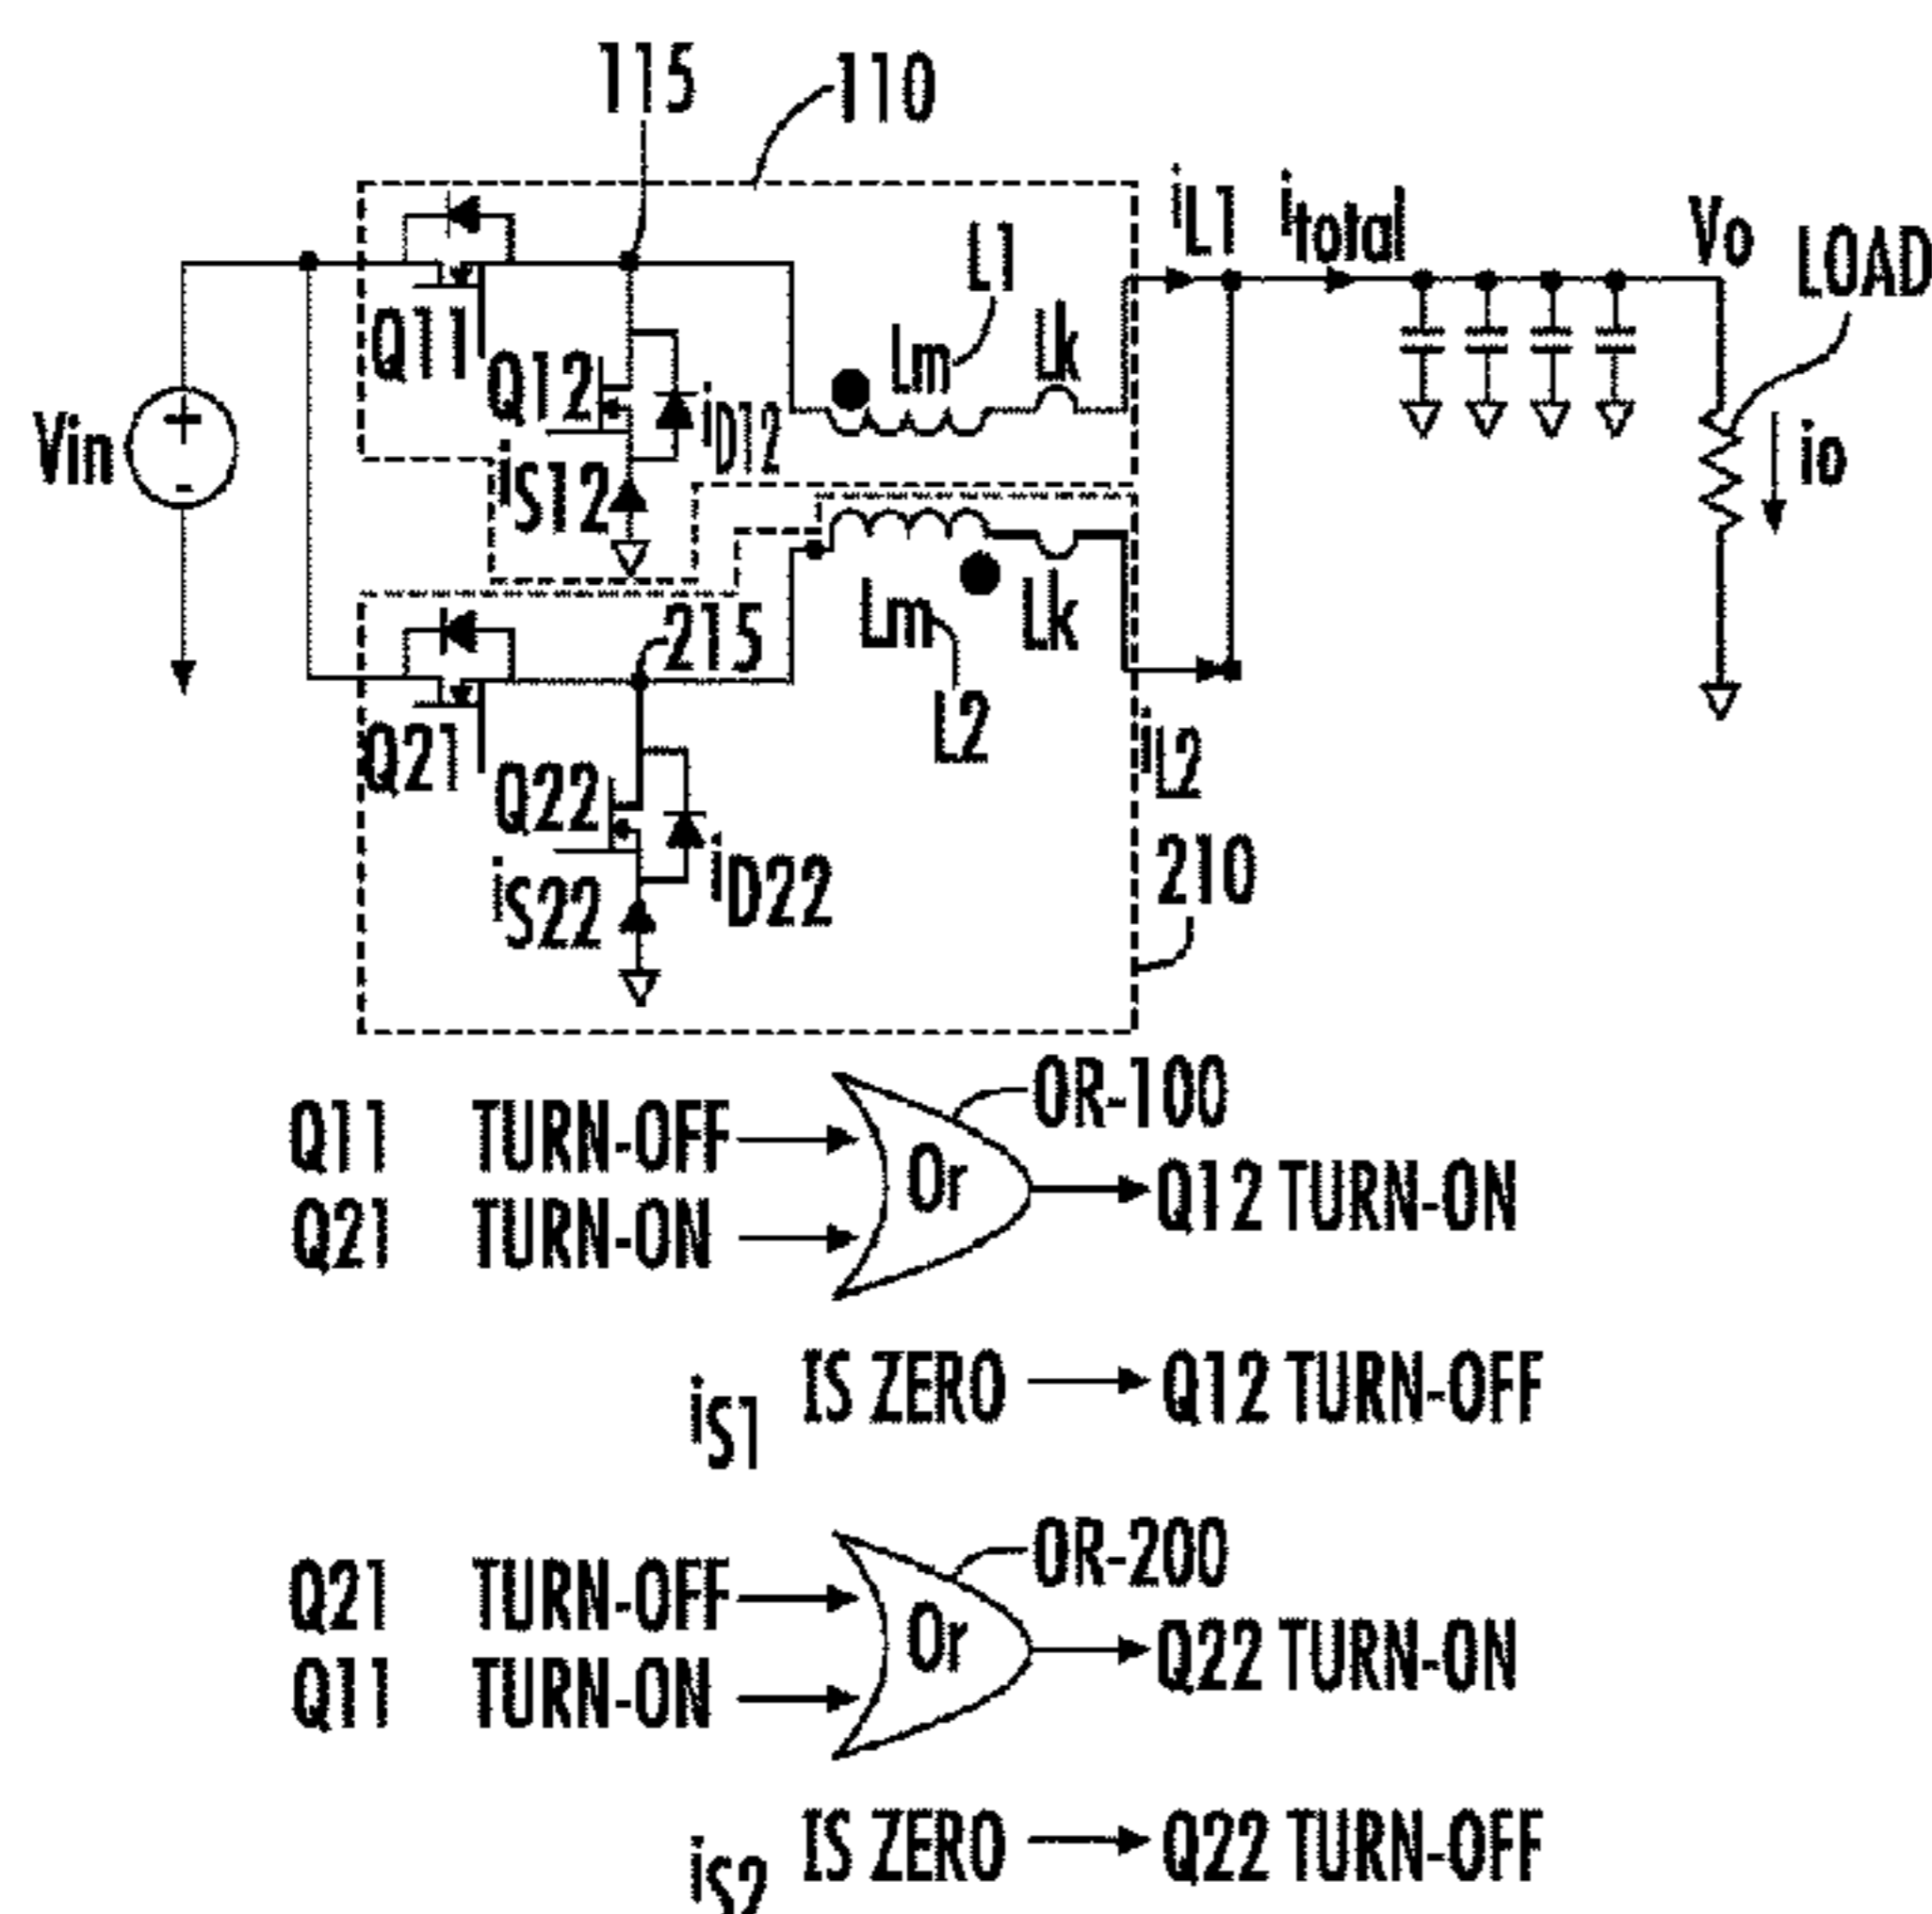 115
110
iL1
itotal
Vo
LOAD
L1
Lm
Lk
Q11
Q12
iD12
iS12
Vin
+
-
io
215
Lm
Lk
L2
Q21
Q22
iD22
iS22
iL2
210
Q11 TURN-OFF
Q21 TURN-ON
Or
OR-100
Q12 TURN-ON
iS1 IS ZERO
Q12 TURN-OFF
Q21 TURN-OFF
Q11 TURN-ON
Or
OR-200
Q22 TURN-ON
iS2 IS ZERO
Q22 TURN-OFF